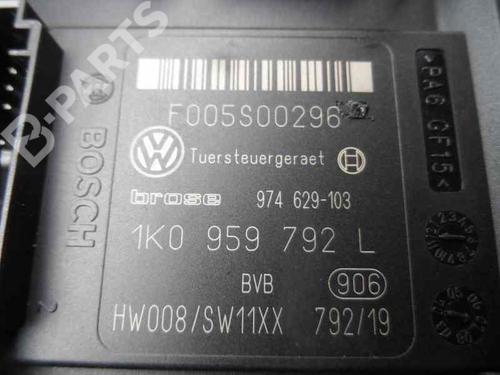 F005S00296
Tuersteuergeraet
brose 974 629-103
1K0 959 792 L
BVB 906
HW008/SW11XX 792/19
BOSCH
>PA6 GF15<
2
B-PARTS